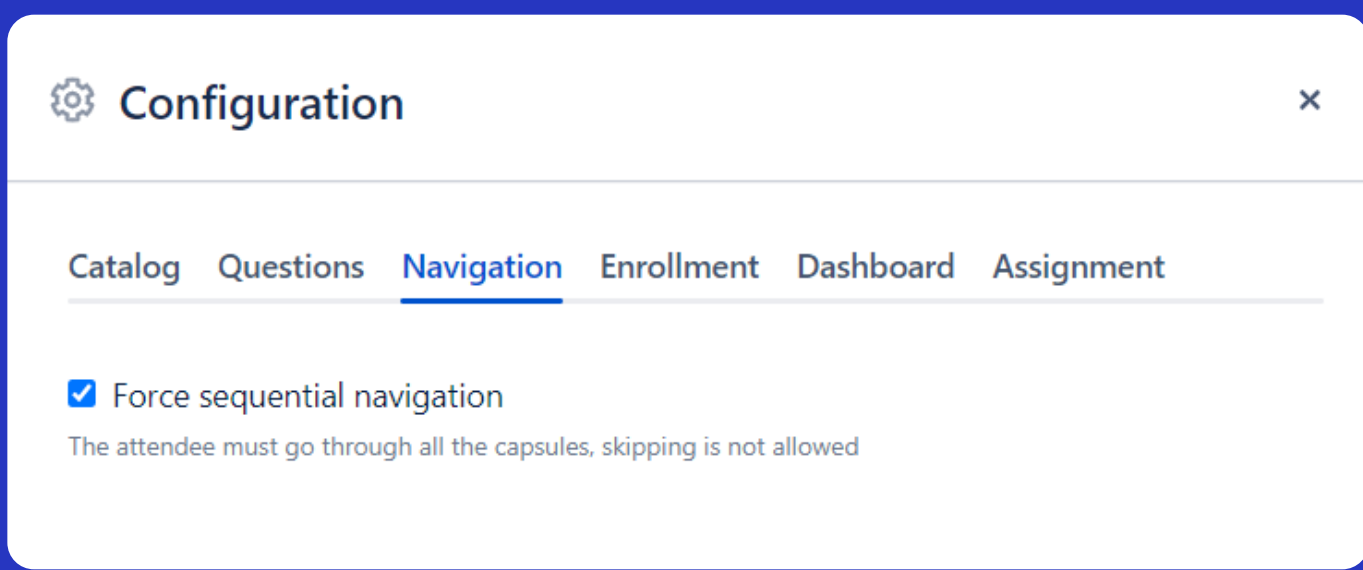 Configuration
Catalog Questions Navigation Enrollment Dashboard Assignment
Force sequential navigation
The attendee must go through all the capsules, skipping is not allowed